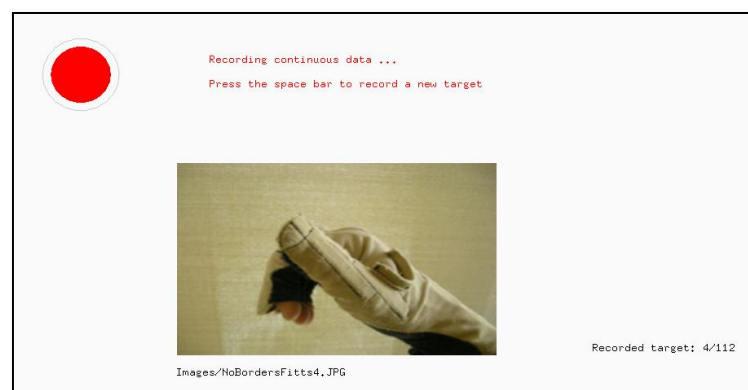 Recording continuous data ...
Press the space bar to record a new target
Recorded target: 4/112
Images/NoBordersFitts4.JPG